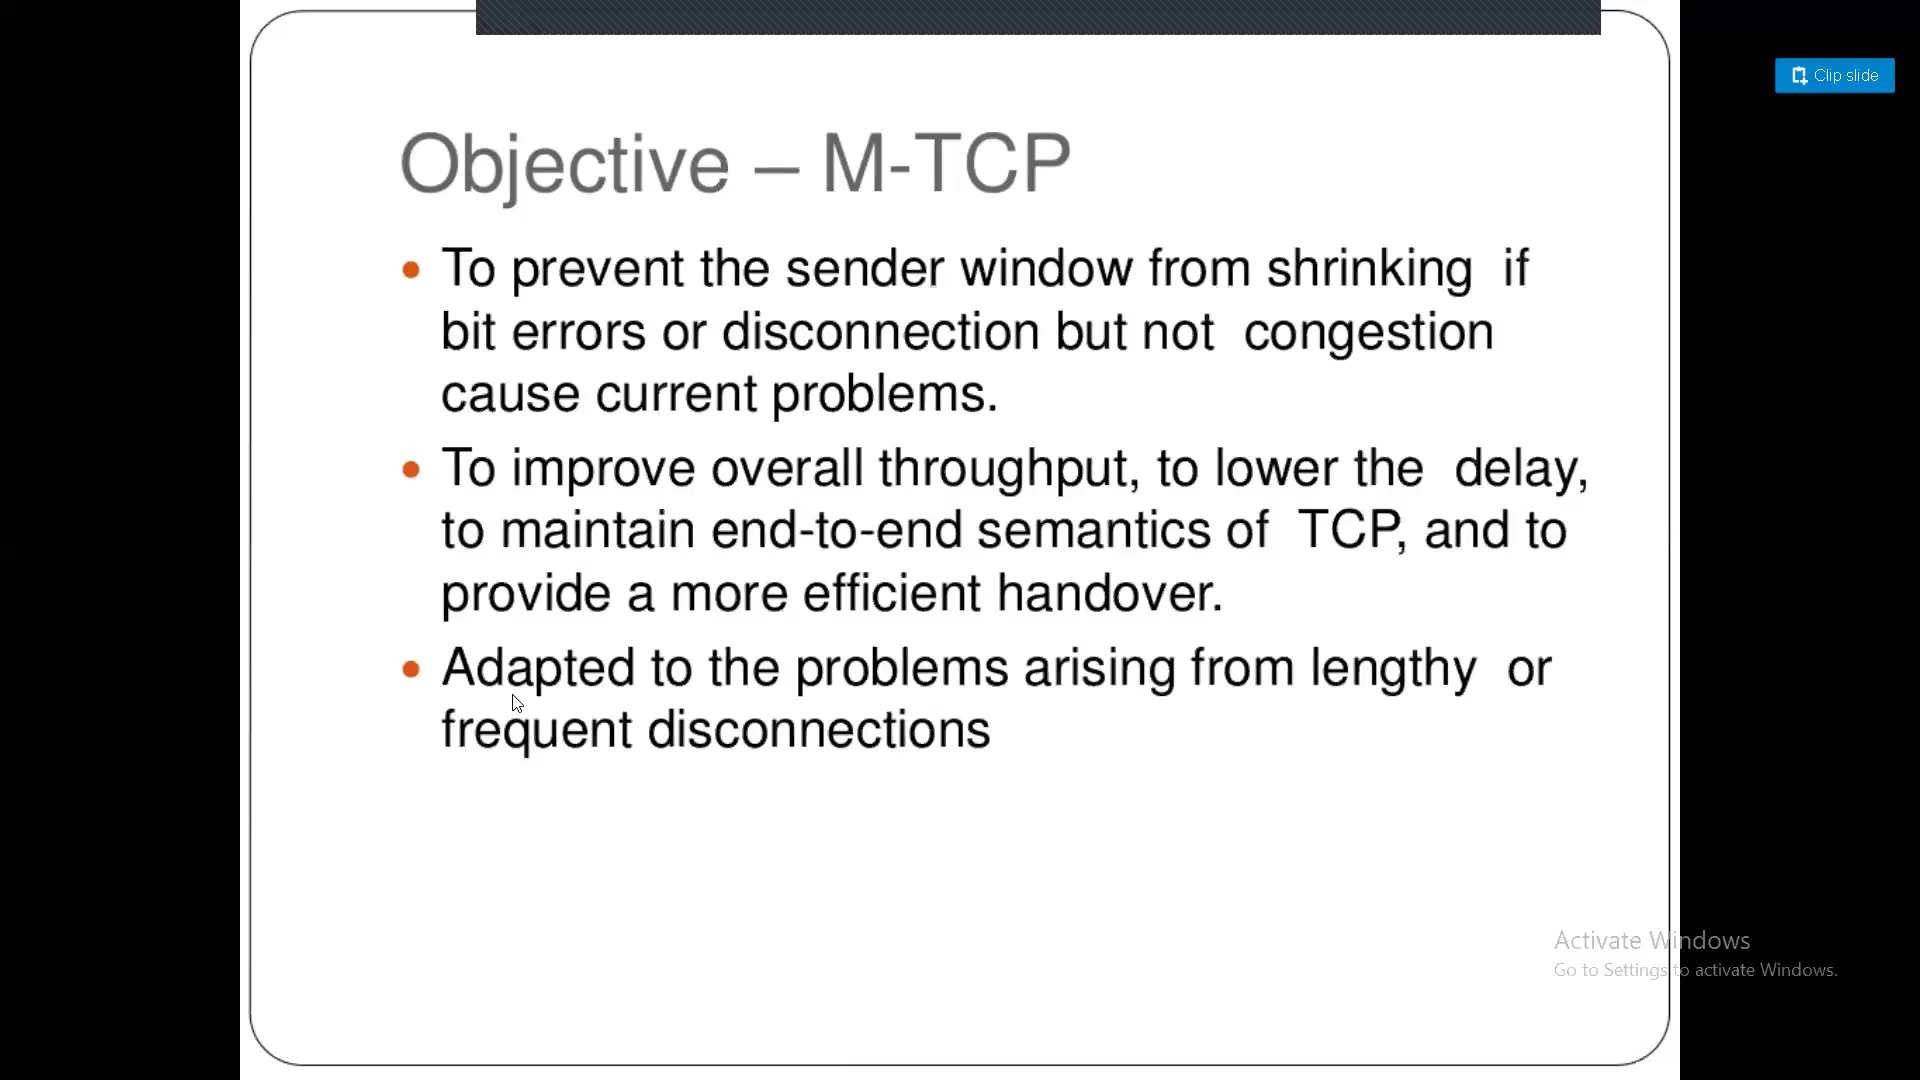 Clip slide
Objective – M-TCP
• To prevent the sender window from shrinking if
bit errors or disconnection but not congestion
cause current problems.
• To improve overall throughput, to lower the delay,
to maintain end-to-end semantics of TCP, and to
provide a more efficient handover.
• Adapted to the problems arising from lengthy or
frequent disconnections
Activate Windows
Go to Settings to activate Windows.